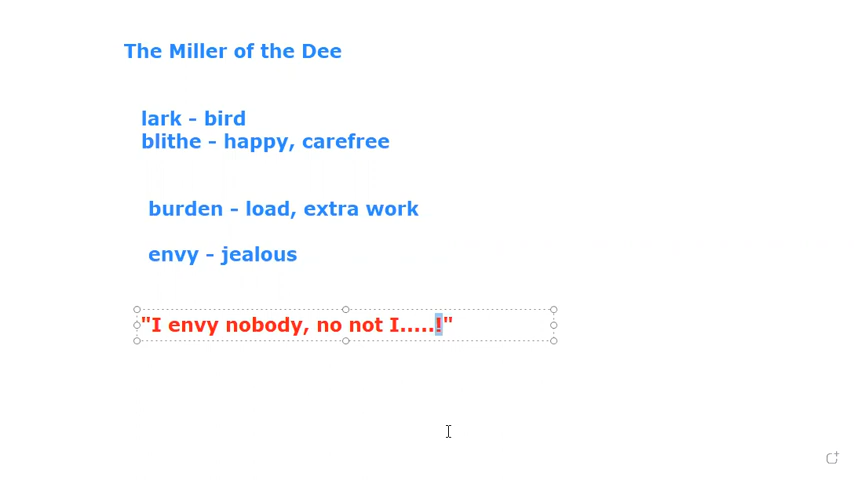 The Miller of the Dee
lark - bird
blithe - happy, carefree
burden - load, extra work
envy - jealous
"I envy nobody, no not I.....!"